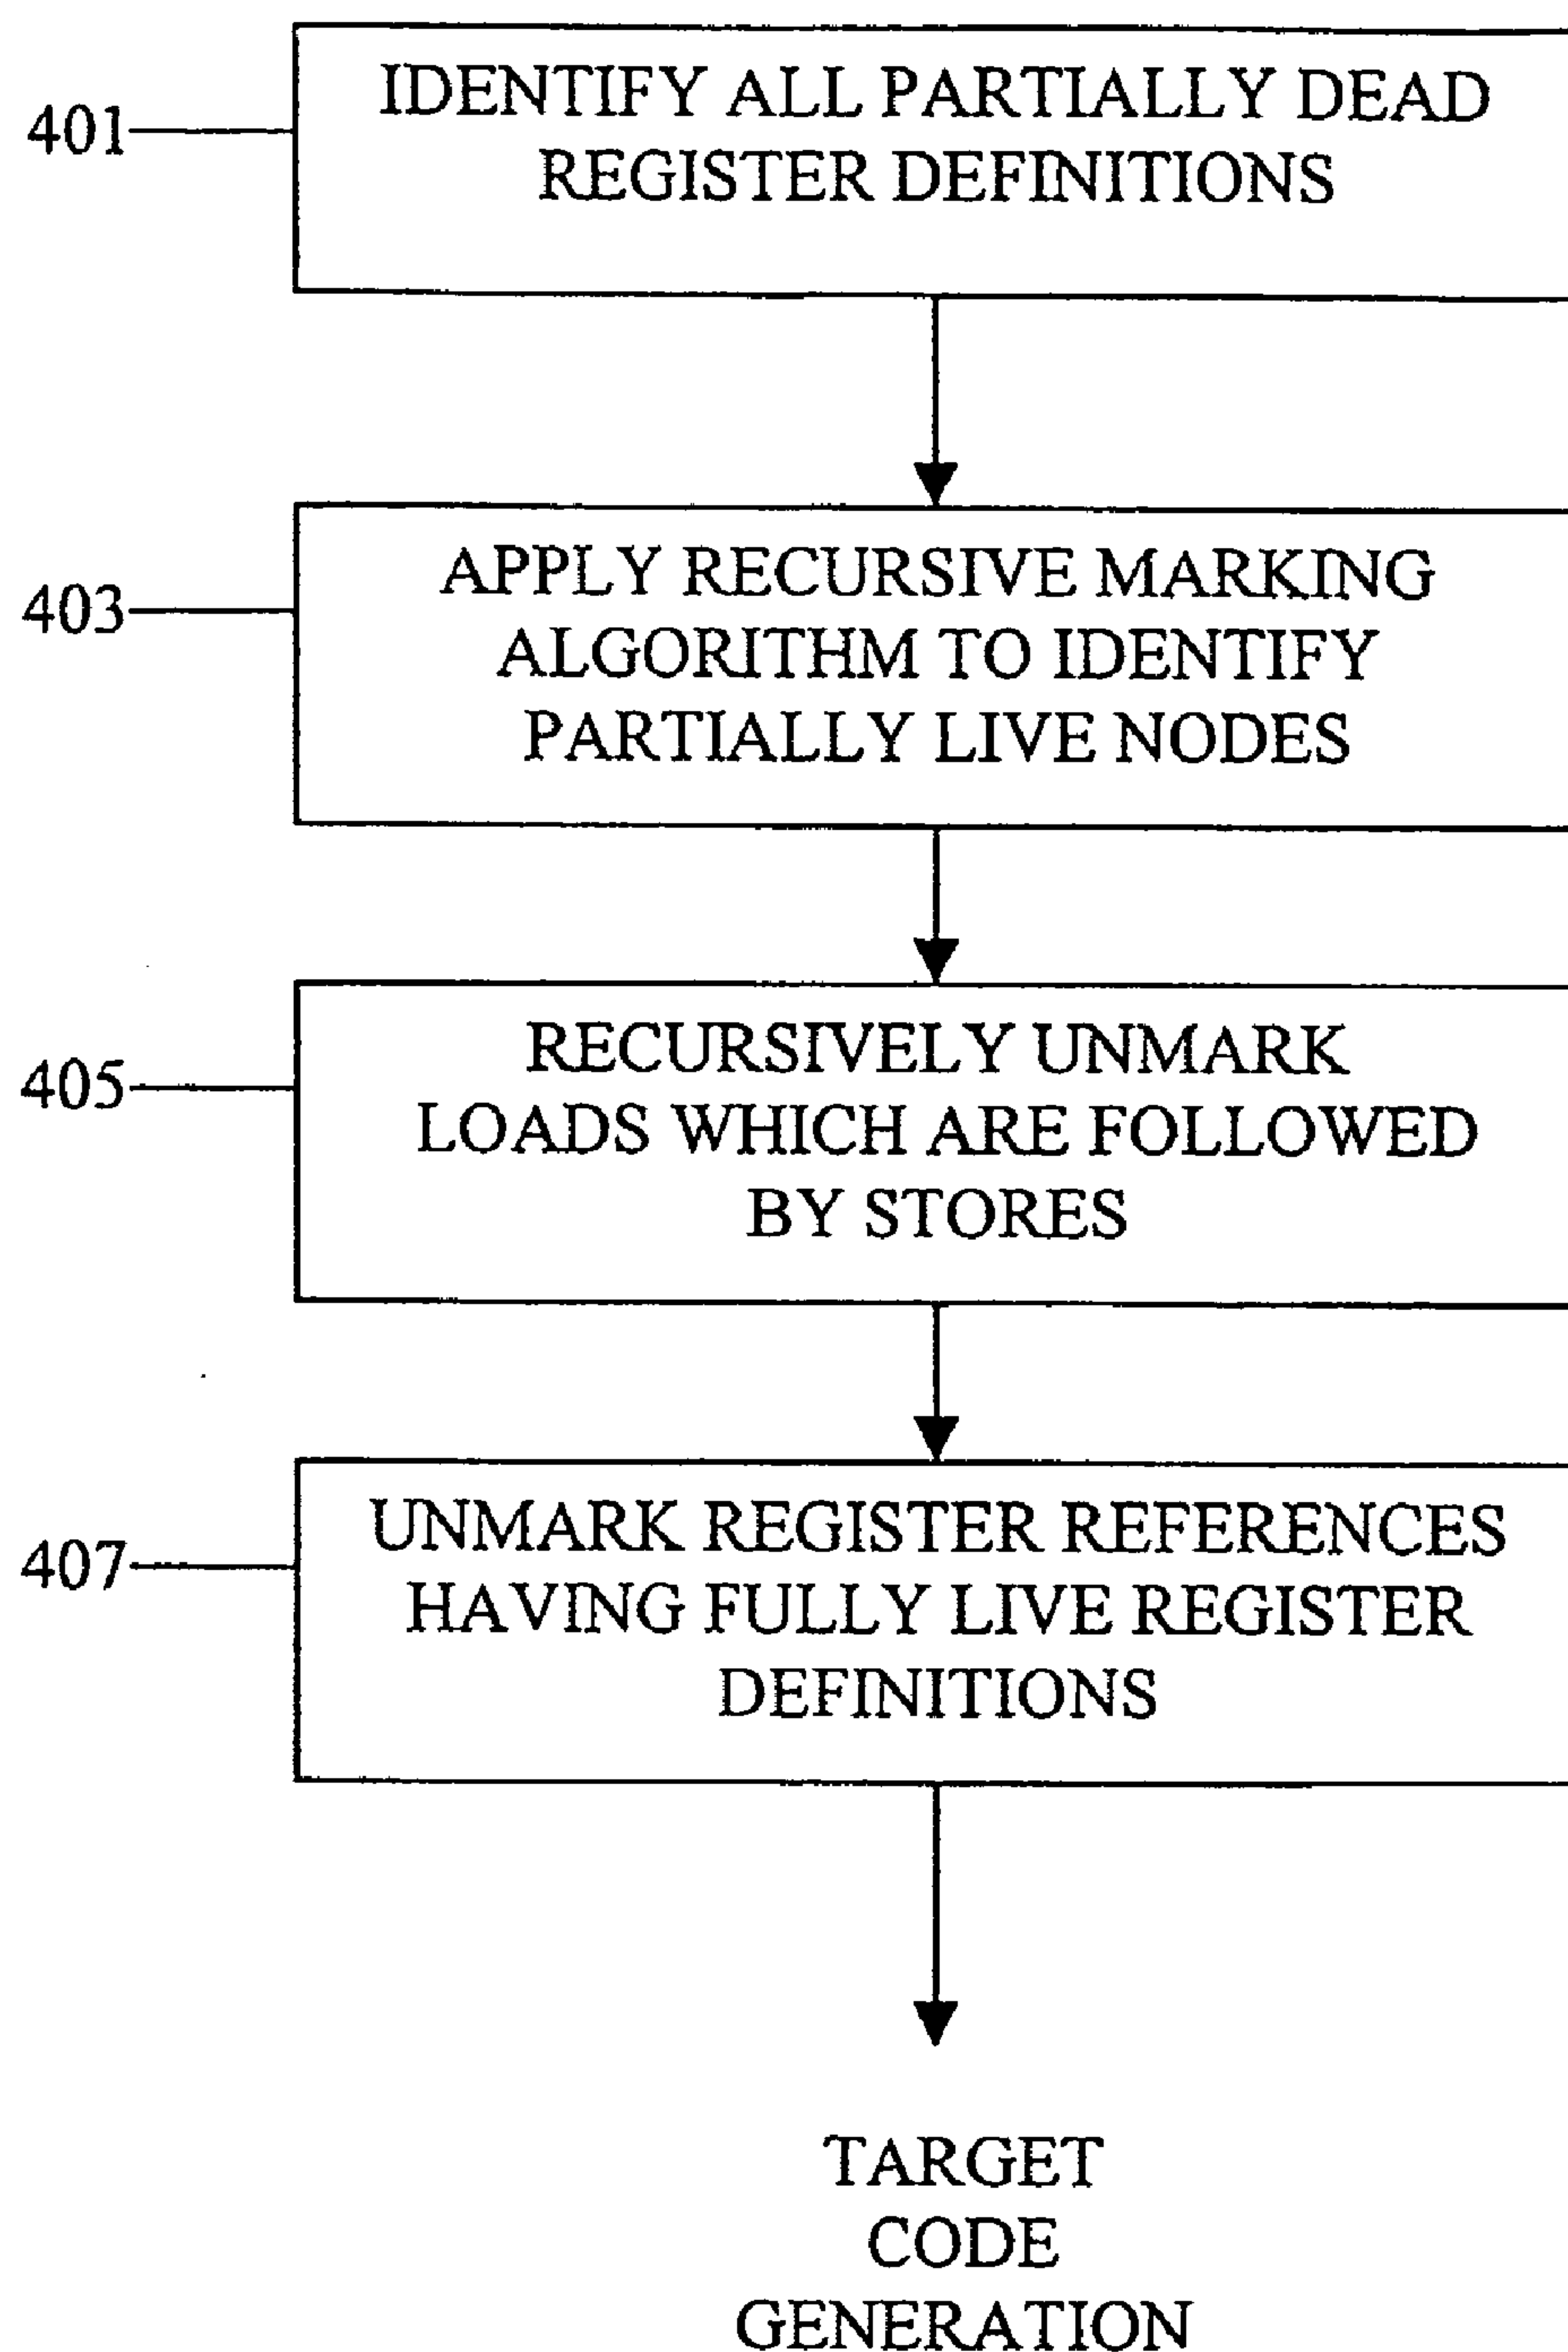 401
IDENTIFY ALL PARTIALLY DEAD
REGISTER DEFINITIONS
403
APPLY RECURSIVE MARKING
ALGORITHM TO IDENTIFY
PARTIALLY LIVE NODES
405
RECURSIVELY UNMARK
LOADS WHICH ARE FOLLOWED
BY STORES
407
UNMARK REGISTER REFERENCES
HAVING FULLY LIVE REGISTER
DEFINITIONS
TARGET
CODE
GENERATION